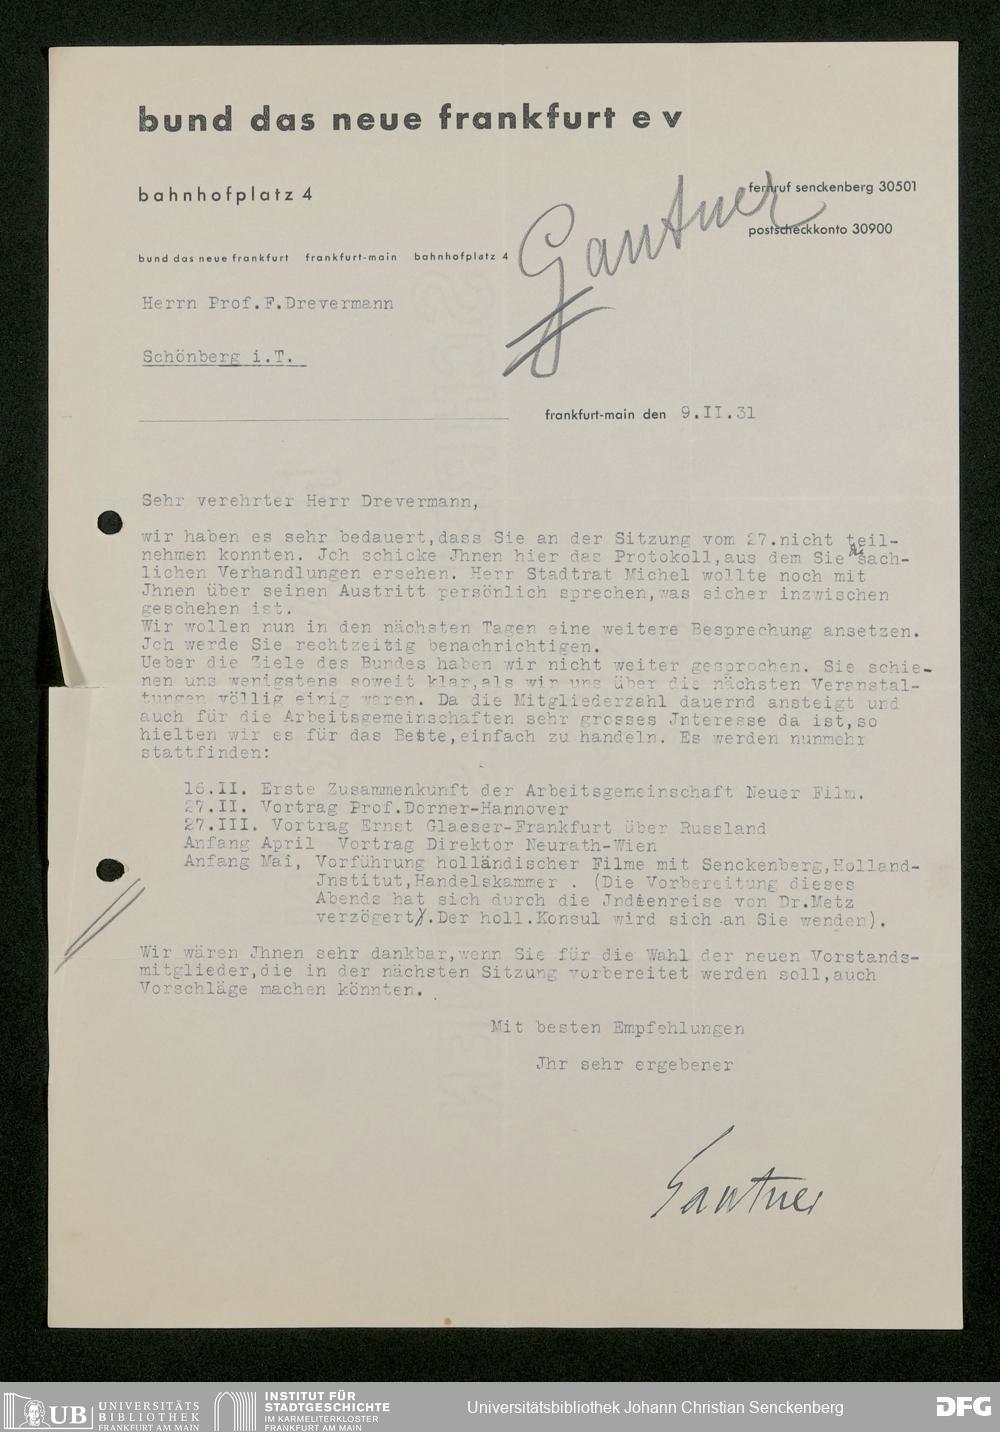 bund das neue frankfurt e v
bahnhofplatz 4
fernruf senckenberg 30501
postscheckkonto 30900
Gantner
bund das neue frankfurt frankfurt-main bahnhofplatz 4
Herrn Prof.F.Drevermann
Schönberg i.T.
frankfurt-main den 9.II.31
Sehr verehrter Herr Drevermann,
wir haben es sehr bedauert,dass Sie an der Sitzung vom 27.nicht teil-
nehmen konnten. Jch schicke Jhnen hier das Protokoll,aus dem Sie die sach-
lichen Verhandlungen ersehen. Herr Stadtrat Michel wollte noch mit
Jhnen über seinen Austritt persönlich sprechen,was sicher inzwischen
geschehen ist.
Wir wollen nun in den nächsten Tagen eine weitere Besprechung ansetzen.
Jch werde Sie rechtzeitig benachrichtigen.
Ueber die Ziele des Bundes haben wir nicht weiter gesprochen. Sie schie-
nen uns wenigstens soweit klar,als wir uns über die nächsten Veranstal-
tungen völlig einig waren. Da die Mitgliederzahl dauernd ansteigt und
auch für die Arbeitsgemeinschaften sehr grosses Jnteresse da ist,so
hielten wir es für das Beste,einfach zu handeln. Es werden nunmehr
stattfinden:
16.II. Erste Zusammenkunft der Arbeitsgemeinschaft Neuer Film.
27.II. Vortrag Prof.Dorner-Hannover
27.III. Vortrag Ernst Glaeser-Frankfurt über Russland
Anfang April Vortrag Direktor Neurath-Wien
Anfang Mai, Vorführung holländischer Filme mit Senckenberg,Holland-
Jnstitut,Handelskammer . (Die Vorbereitung dieses
Abends hat sich durch die Jndienreise von Dr.Metz
verzögert).Der holl.Konsul wird sich an Sie wenden).
Wir wären Jhnen sehr dankbar,wenn Sie für die Wahl der neuen Vorstands-
mitglieder,die in der nächsten Sitzung vorbereitet werden soll,auch
Vorschläge machen könnten.
Mit besten Empfehlungen
Jhr sehr ergebener
Gantner
UB UNIVERSITÄTS
BIBLIOTHEK
FRANKFURT AM MAIN
INSTITUT FÜR
STADTGESCHICHTE
IM KARMELITERKLOSTER
FRANKFURT AM MAIN
Universitätsbibliothek Johann Christian Senckenberg
DFG